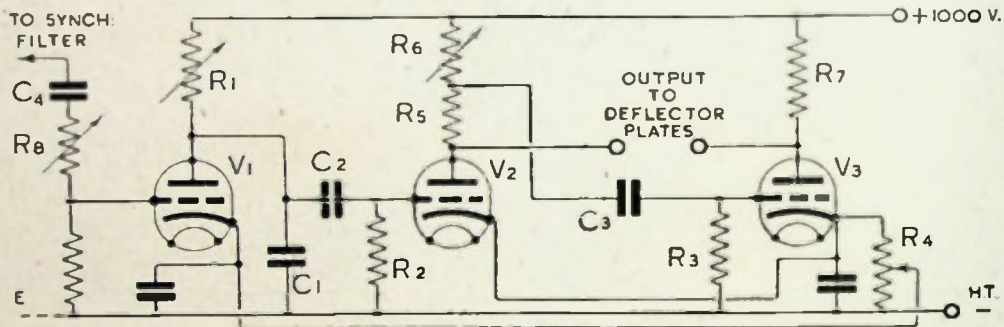 TO SYNCH:
FILTER
C4
R8
R1
V1
C1
C2
R2
R6
R5
V2
OUTPUT
TO
DEFLECTOR
PLATES
C3
R3
R7
V3
R4
+1000 V.
E
H.T.
-